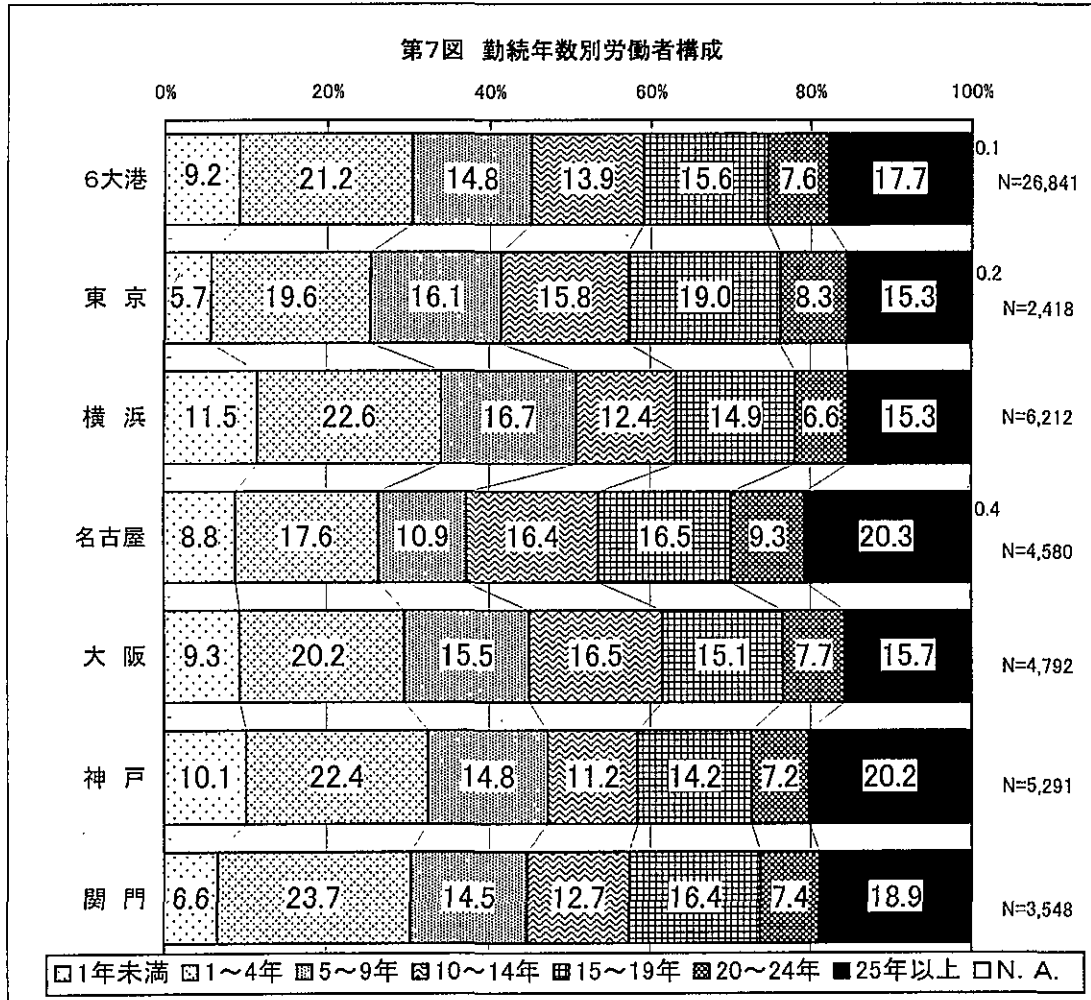 第7図 勤続年数別労働者構成
0% 20% 40% 60% 80% 100%
6大港 9.2 21.2 14.8 13.9 15.6 7.6 17.7 0.1 N=26,841
東 京 5.7 19.6 16.1 15.8 19.0 8.3 15.3 0.2 N=2,418
横 浜 11.5 22.6 16.7 12.4 14.9 6.6 15.3 N=6,212
名古屋 8.8 17.6 10.9 16.4 16.5 9.3 20.3 0.4 N=4,580
大 阪 9.3 20.2 15.5 16.5 15.1 7.7 15.7 N=4,792
神 戸 10.1 22.4 14.8 11.2 14.2 7.2 20.2 N=5,291
関 門 6.6 23.7 14.5 12.7 16.4 7.4 18.9 N=3,548
1年未満 1～4年 5～9年 10～14年 15～19年 20～24年 25年以上 N. A.